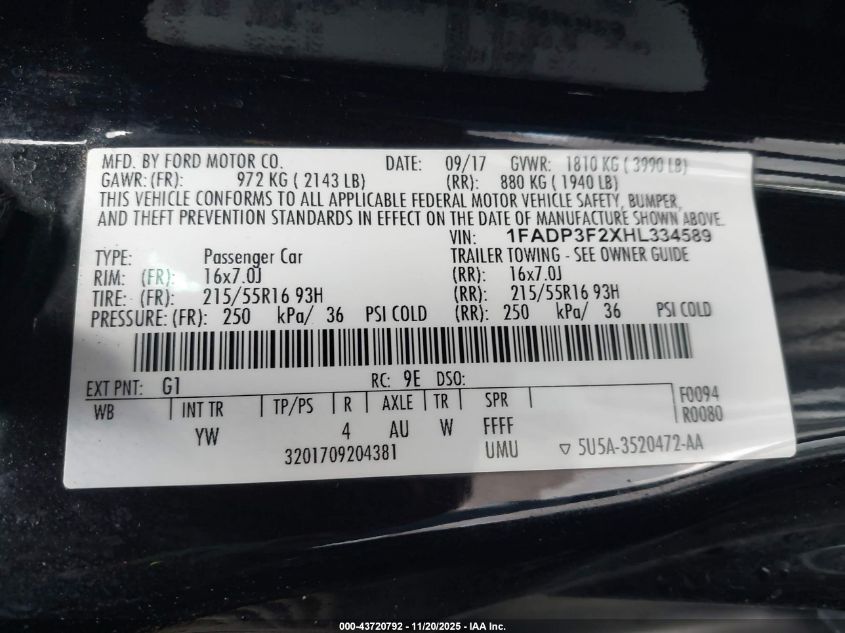 MFD. BY FORD MOTOR CO. DATE: 09/17 GVWR: 1810 KG ( 3990 LB)
GAWR: (FR): 972 KG ( 2143 LB) (RR): 880 KG ( 1940 LB)
THIS VEHICLE CONFORMS TO ALL APPLICABLE FEDERAL MOTOR VEHICLE SAFETY, BUMPER,
AND THEFT PREVENTION STANDARDS IN EFFECT ON THE DATE OF MANUFACTURE SHOWN ABOVE.
VIN: 1FADP3F2XHL334589
TYPE: Passenger Car TRAILER TOWING - SEE OWNER GUIDE
RIM: (FR): 16x7.0J (RR): 16x7.0J
TIRE: (FR): 215/55R16 93H (RR): 215/55R16 93H
PRESSURE: (FR): 250 kPa/ 36 PSI COLD (RR): 250 kPa/ 36 PSI COLD
EXT PNT: G1 RC: 9E DSO:
WB INT TR TP/PS R AXLE TR SPR F0094
R0080
YW 4 AU W FFFF
3201709204381 UMU ▽ 5U5A-3520472-AA
000-43720792 - 11/20/2025 - IAA Inc.